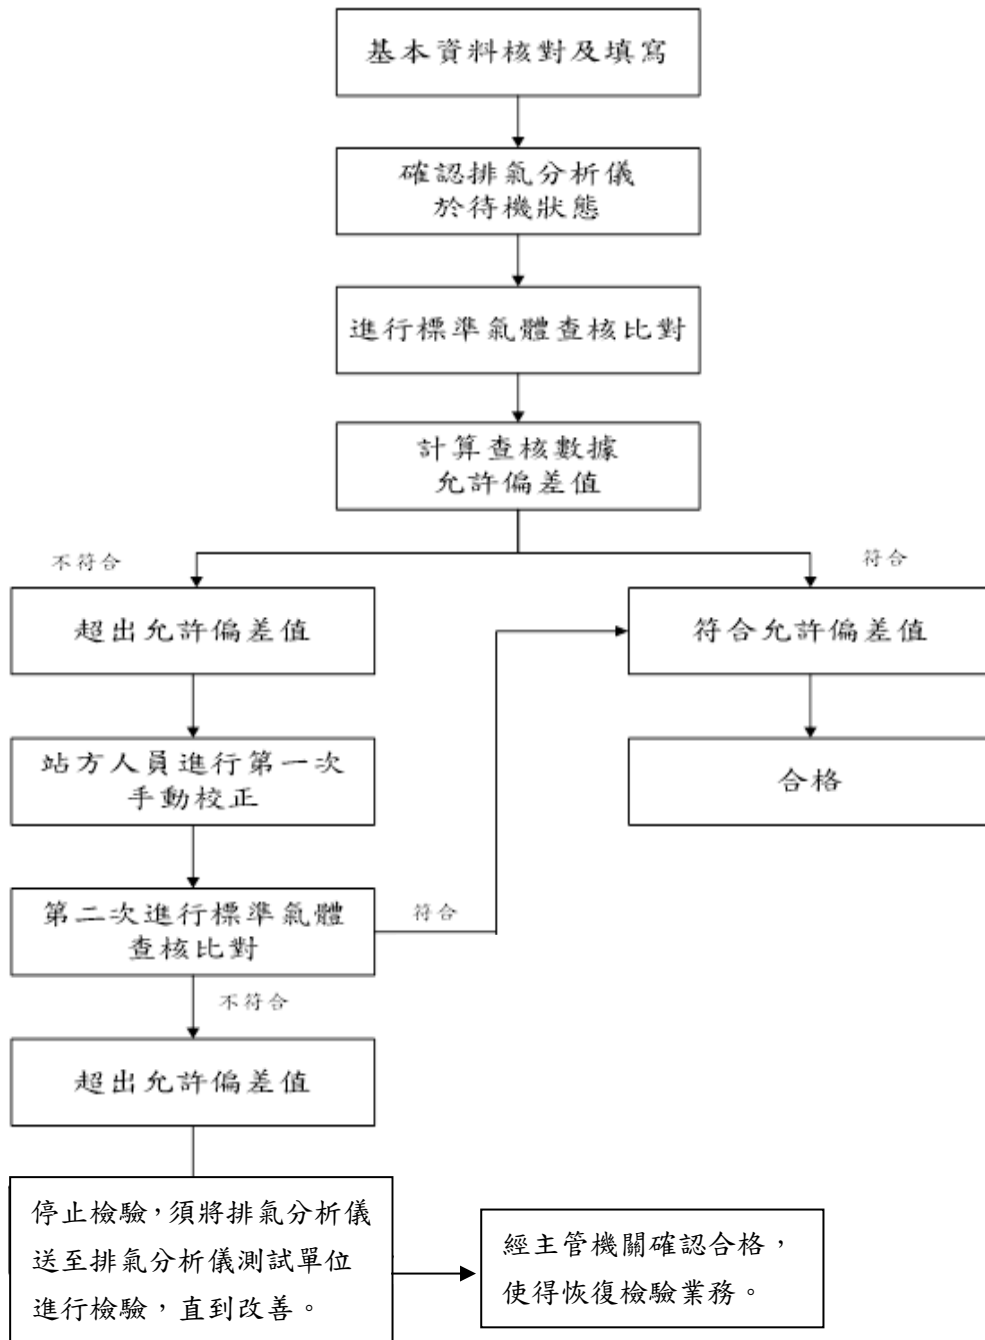 基本資料核對及填寫
確認排氣分析儀
於待機狀態
進行標準氣體查核比對
計算查核數據
允許偏差值
不符合
符合
超出允許偏差值
符合允許偏差值
站方人員進行第一次
手動校正
合格
第二次進行標準氣體
查核比對
符合
不符合
超出允許偏差值
停止檢驗，須將排氣分析儀
送至排氣分析儀測試單位
進行檢驗，直到改善。
經主管機關確認合格，
使得恢復檢驗業務。